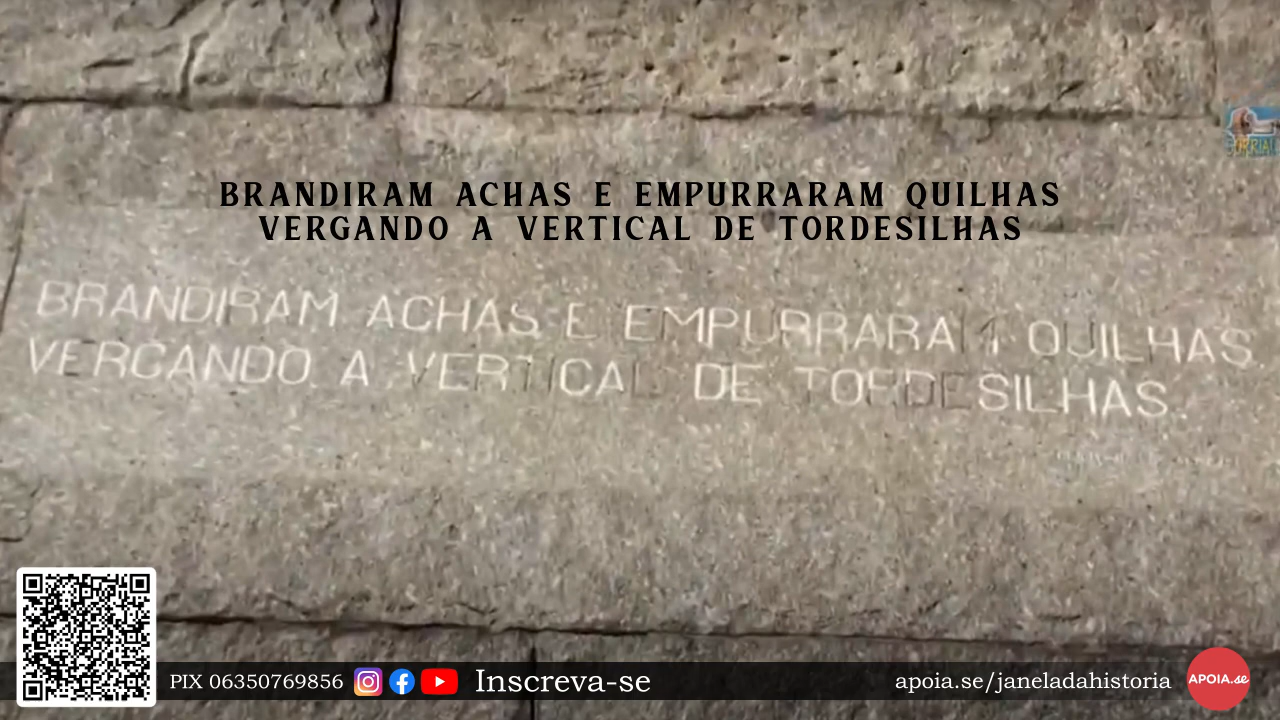 BRANDIRAM ACHAS E EMPURRARAM QUILHAS
VERGANDO A VERTICAL DE TORDESILHAS
BRANDIRAM ACHAS E EMPURRARAM QUILHAS
VERGANDO A VERTICAL DE TORDESILHAS.
PIX 06350769856
Inscreva-se
apoia.se/janeladahistoria
APOIA.se